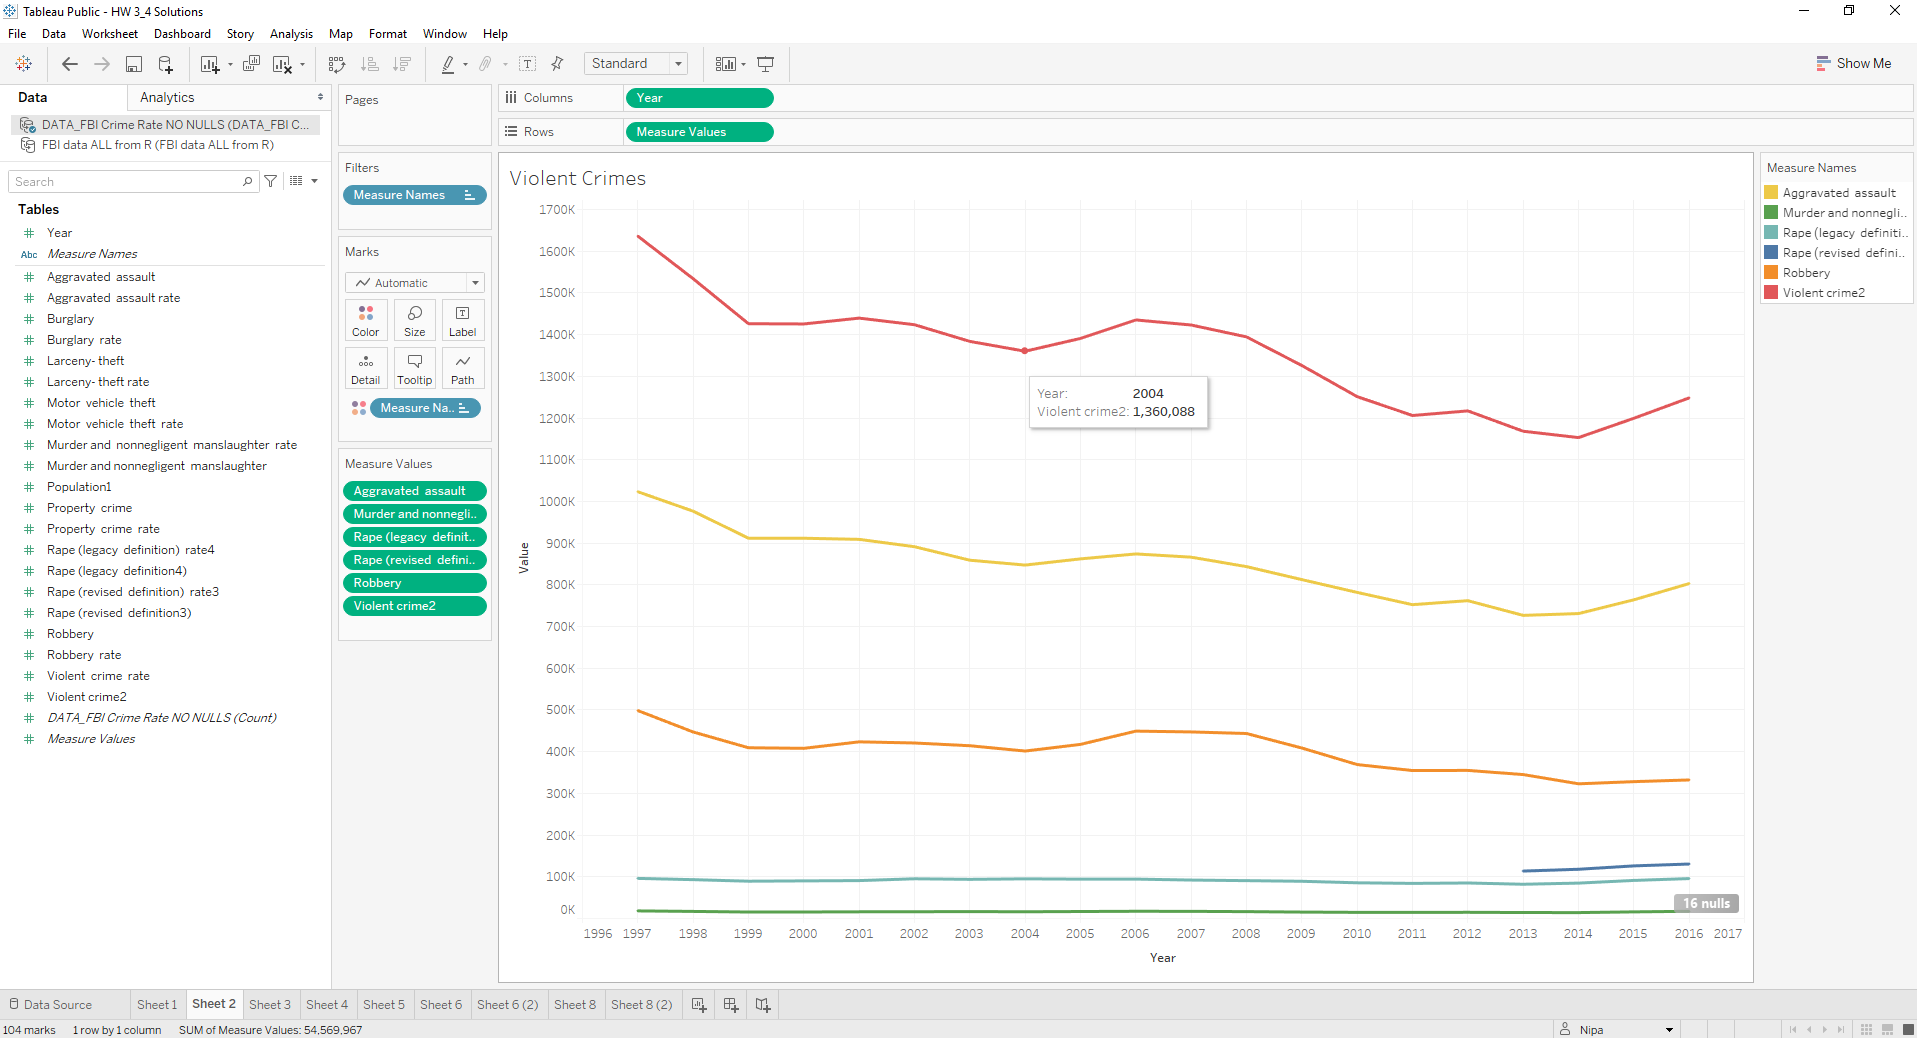 Tableau Public - HW 3_4 Solutions
File Data Worksheet Dashboard Story Analysis Map Format Window Help
Standard
Show Me
Data Analytics
DATA_FBI Crime Rate NO NULLS (DATA_FBI C...
FBI data ALL from R (FBI data ALL from R)
Search
Tables
Year
Abc Measure Names
Aggravated assault
Aggravated assault rate
Burglary
Burglary rate
Larceny- theft
Larceny- theft rate
Motor vehicle theft
Motor vehicle theft rate
Murder and nonnegligent manslaughter rate
Murder and nonnegligent manslaughter
Population1
Property crime
Property crime rate
Rape (legacy definition) rate4
Rape (legacy definition4)
Rape (revised definition) rate3
Rape (revised definition3)
Robbery
Robbery rate
Violent crime rate
Violent crime2
DATA_FBI Crime Rate NO NULLS (Count)
Measure Values
Pages
Filters
Measure Names
Marks
Automatic
Color Size Label
Detail Tooltip Path
Measure Na..
Measure Values
Aggravated assault
Murder and nonnegli..
Rape (legacy definit..
Rape (revised defini..
Robbery
Violent crime2
Columns Year
Rows Measure Values
Violent Crimes
1700K
1600K
1500K
1400K
1300K
1200K
1100K
1000K
900K
800K
700K
600K
500K
400K
300K
200K
100K
0K
Value
Year: 2004
Violent crime2: 1,360,088
16 nulls
1996 1997 1998 1999 2000 2001 2002 2003 2004 2005 2006 2007 2008 2009 2010 2011 2012 2013 2014 2015 2016 2017
Year
Measure Names
Aggravated assault
Murder and nonnegli..
Rape (legacy definiti..
Rape (revised defini..
Robbery
Violent crime2
Data Source Sheet 1 Sheet 2 Sheet 3 Sheet 4 Sheet 5 Sheet 6 Sheet 6 (2) Sheet 8 Sheet 8 (2)
104 marks 1 row by 1 column SUM of Measure Values: 54,569,967
Nipa